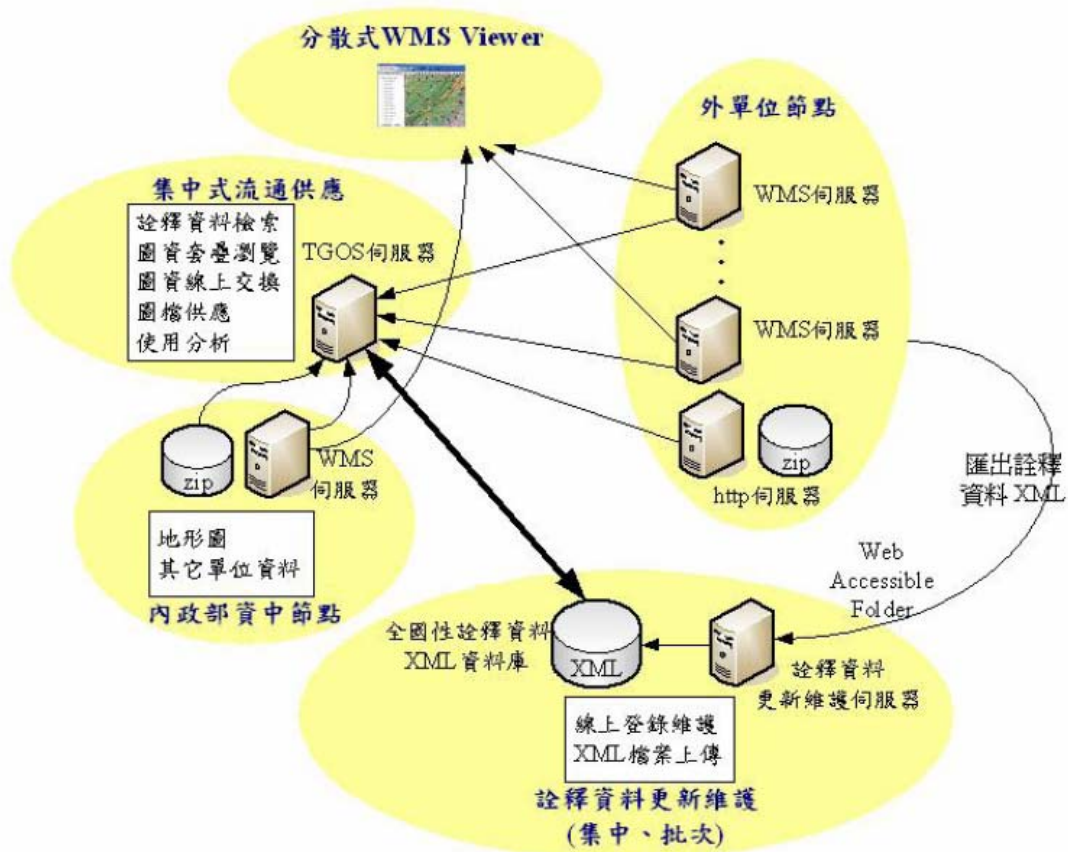 分散式WMS Viewer
外單位節點
WMS伺服器
WMS伺服器
zip
http伺服器
集中式流通供應
詮釋資料檢索
圖資套疊瀏覽
圖資線上交換
圖檔供應
使用分析
TGOS伺服器
zip
WMS
伺服器
地形圖
其它單位資料
內政部資中節點
匯出詮釋
資料 XML
Web
Accessible
Folder
全國性詮釋資料
XML資料庫
XML
詮釋資料
更新維護伺服器
線上登錄維護
XML檔案上傳
詮釋資料更新維護
(集中、批次)